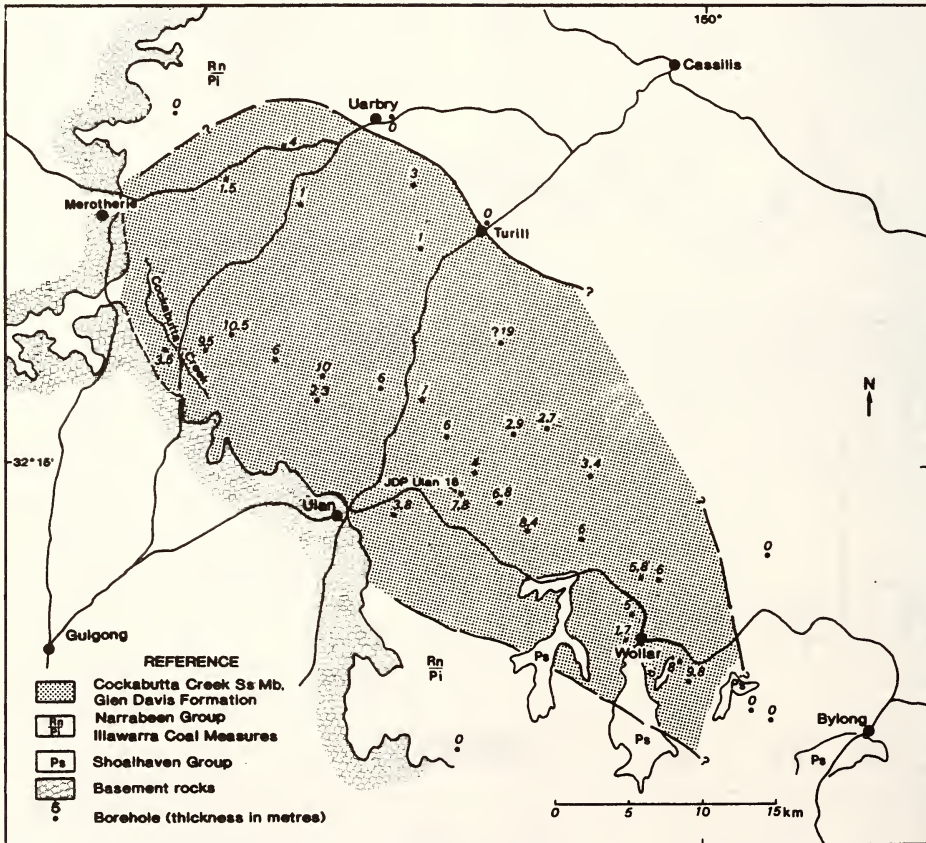 150°
Cassilis
Rn
Pi
0
Uarbry
0
4
1.5
3
1
Merotherie
0
Turill
1
?
?
Cockabutta Creek
10.5
?19
6
10
2.3
6
1
6
2.9
2.7
32°15'
3.4
JDP Ulan 18
7.8
6.8
3.8
Ulan
8.4
6
?
0
5.8
6
5
1.7
Wollar
Gulgong
Rn
Pi
Ps
9.8
Ps
0
0
0
Bylong
Ps
Ps
?
N
REFERENCE
Cockabutta Creek Ss Mb,
Glen Davis Formation
Rn
Pi
Narrabeen Group
Illawarra Coal Measures
Ps
Shoalhaven Group
Basement rocks
Borehole (thickness in metres)
0 5 10 15 km